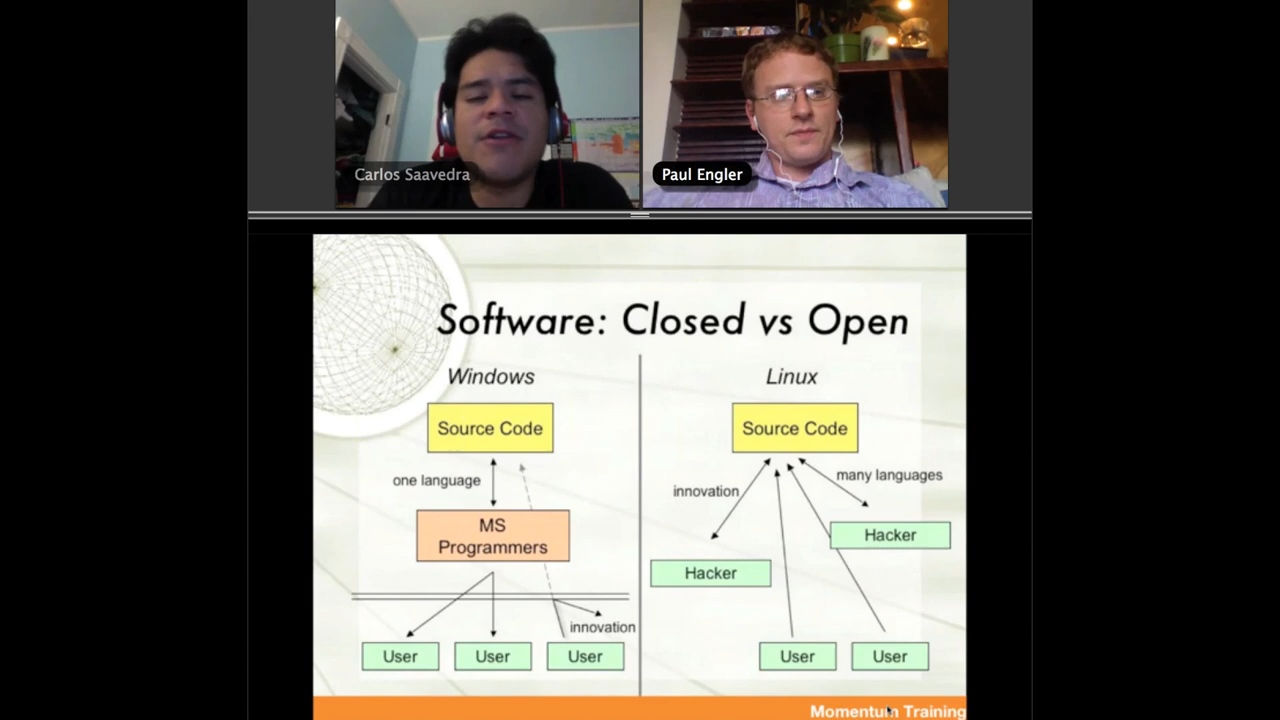 Carlos Saavedra
Paul Engler
Software: Closed vs Open
Windows
Source Code
one language
MS
Programmers
innovation
User
User
User
Linux
Source Code
innovation
many languages
Hacker
Hacker
User
User
Momentum Training